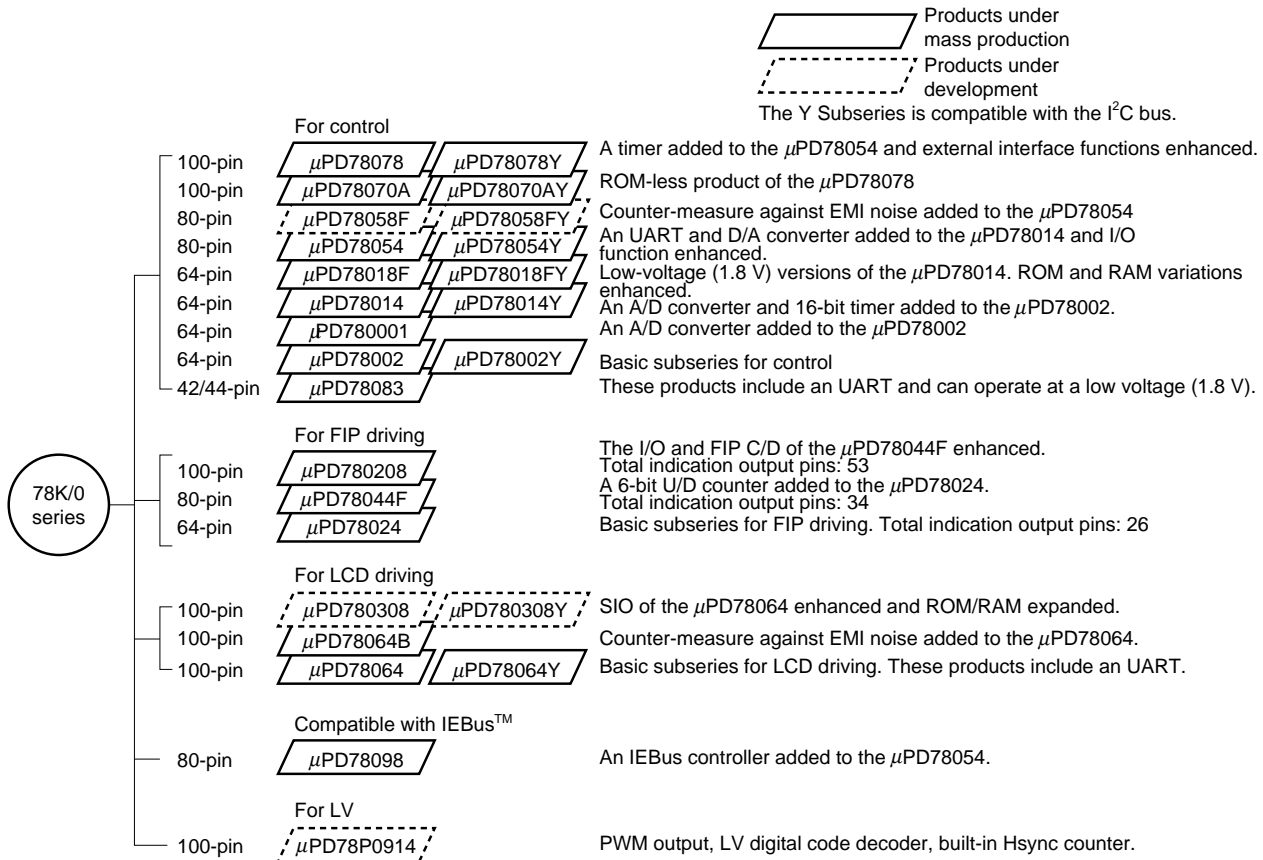 Products under
mass production
Products under
development
The Y Subseries is compatible with the I²C bus.
For control
100-pin μPD78078 μPD78078Y A timer added to the μPD78054 and external interface functions enhanced.
100-pin μPD78070A μPD78070AY ROM-less product of the μPD78078
80-pin μPD78058F μPD78058FY Counter-measure against EMI noise added to the μPD78054
80-pin μPD78054 μPD78054Y An UART and D/A converter added to the μPD78014 and I/O
function enhanced.
64-pin μPD78018F μPD78018FY Low-voltage (1.8 V) versions of the μPD78014. ROM and RAM variations
enhanced.
64-pin μPD78014 μPD78014Y An A/D converter and 16-bit timer added to the μPD78002.
64-pin μPD780001 An A/D converter added to the μPD78002
64-pin μPD78002 μPD78002Y Basic subseries for control
42/44-pin μPD78083 These products include an UART and can operate at a low voltage (1.8 V).
78K/0
series
For FIP driving
The I/O and FIP C/D of the μPD78044F enhanced.
100-pin μPD780208 Total indication output pins: 53
A 6-bit U/D counter added to the μPD78024.
80-pin μPD78044F Total indication output pins: 34
64-pin μPD78024 Basic subseries for FIP driving. Total indication output pins: 26
For LCD driving
100-pin μPD780308 μPD780308Y SIO of the μPD78064 enhanced and ROM/RAM expanded.
100-pin μPD78064B Counter-measure against EMI noise added to the μPD78064.
100-pin μPD78064 μPD78064Y Basic subseries for LCD driving. These products include an UART.
Compatible with IEBus™
80-pin μPD78098 An IEBus controller added to the μPD78054.
For LV
100-pin μPD78P0914 PWM output, LV digital code decoder, built-in Hsync counter.